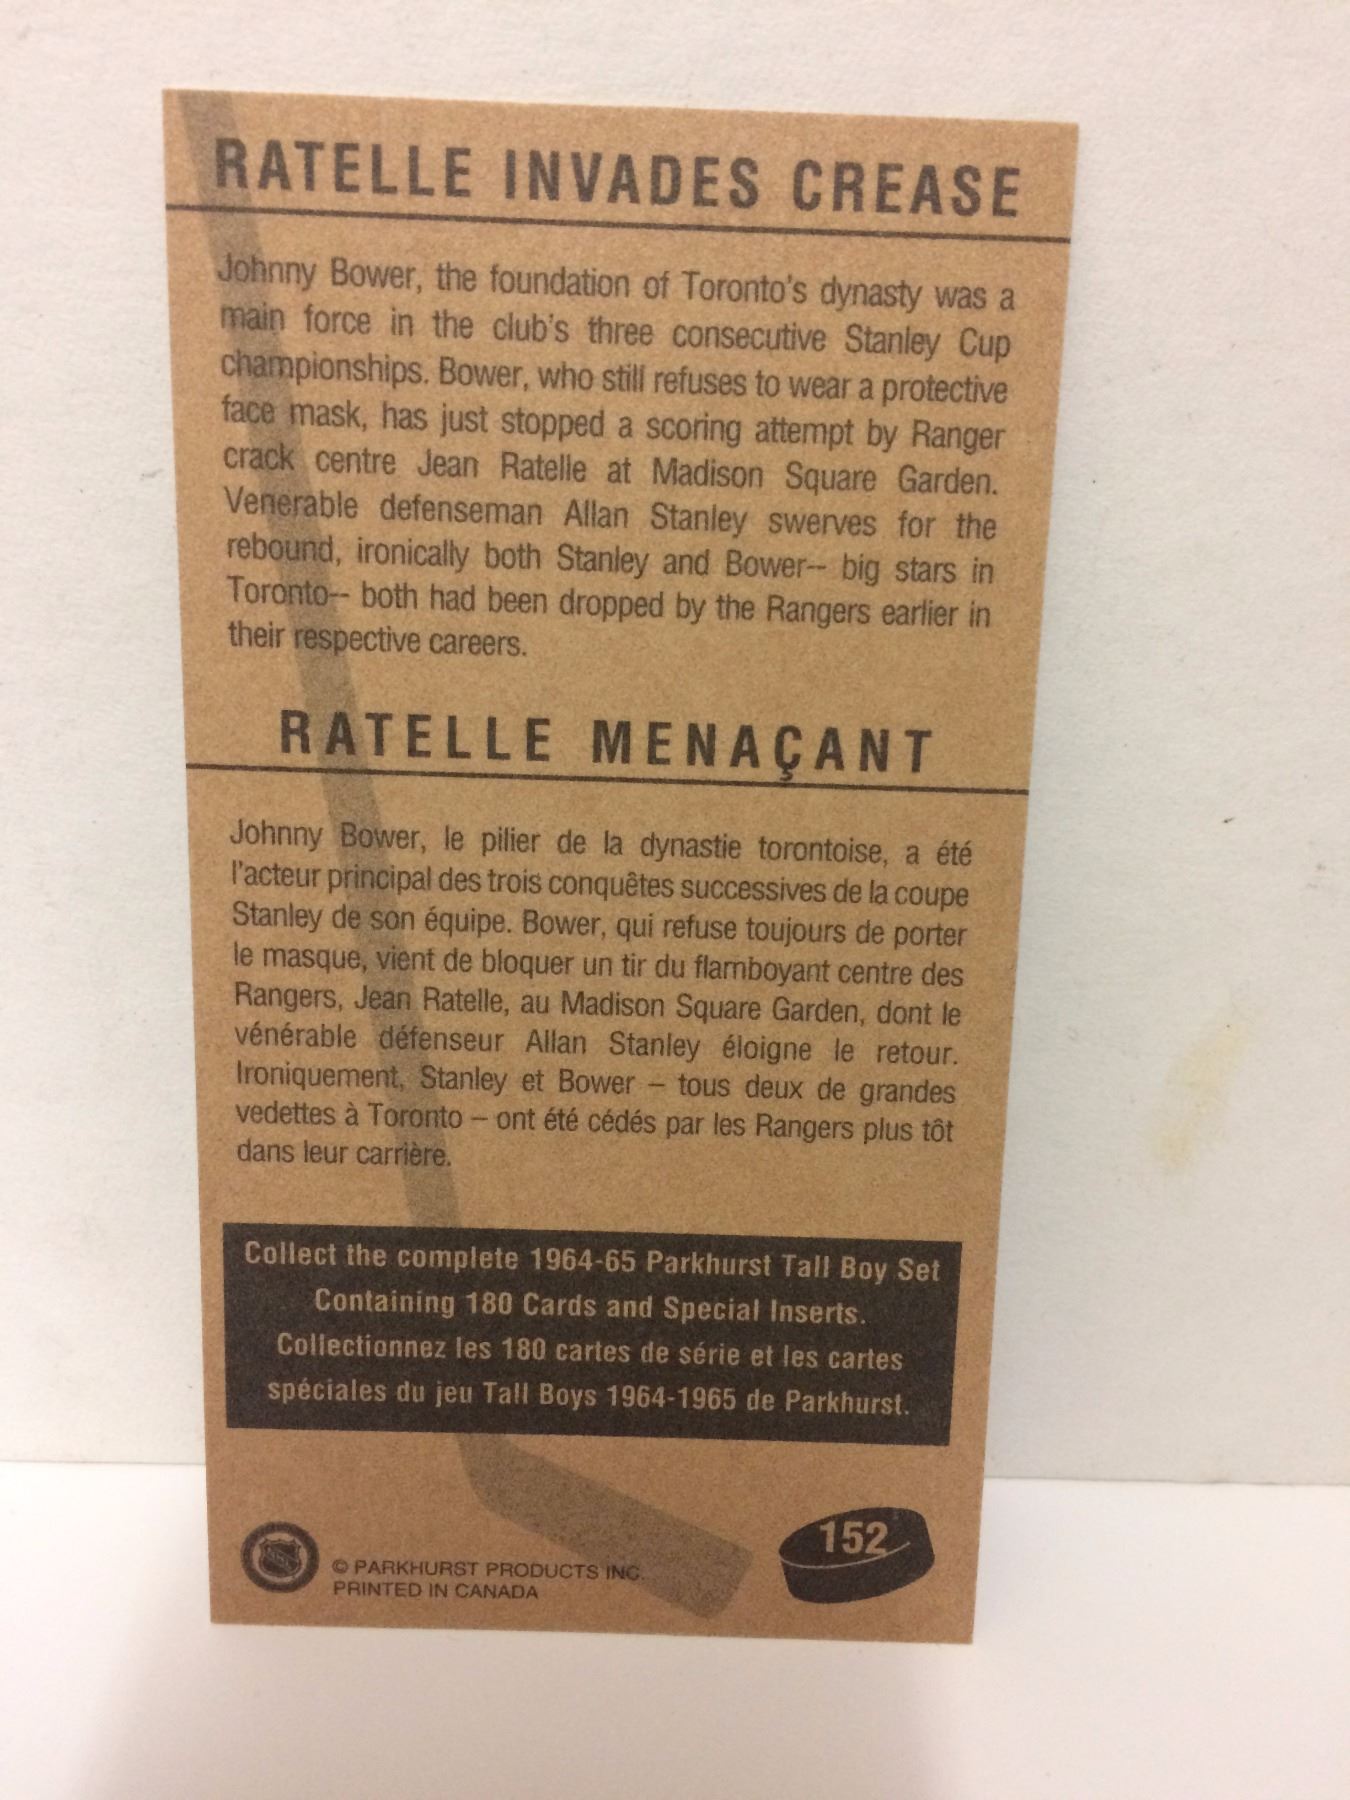 RATELLE INVADES CREASE
Johnny Bower, the foundation of Toronto's dynasty was a
main force in the club's three consecutive Stanley Cup
championships. Bower, who still refuses to wear a protective
face mask, has just stopped a scoring attempt by Ranger
crack centre Jean Ratelle at Madison Square Garden.
Venerable defenseman Allan Stanley swerves for the
rebound, ironically both Stanley and Bower-- big stars in
Toronto-- both had been dropped by the Rangers earlier in
their respective careers.
RATELLE MENAÇANT
Johnny Bower, le pilier de la dynastie torontoise, a été
l'acteur principal des trois conquêtes successives de la coupe
Stanley de son équipe. Bower, qui refuse toujours de porter
le masque, vient de bloquer un tir du flamboyant centre des
Rangers, Jean Ratelle, au Madison Square Garden, dont le
vénérable défenseur Allan Stanley éloigne le retour.
Ironiquement, Stanley et Bower – tous deux de grandes
vedettes à Toronto – ont été cédés par les Rangers plus tôt
dans leur carrière.
Collect the complete 1964-65 Parkhurst Tall Boy Set
Containing 180 Cards and Special Inserts.
Collectionnez les 180 cartes de série et les cartes
spéciales du jeu Tall Boys 1964-1965 de Parkhurst.
© PARKHURST PRODUCTS INC.
PRINTED IN CANADA
152